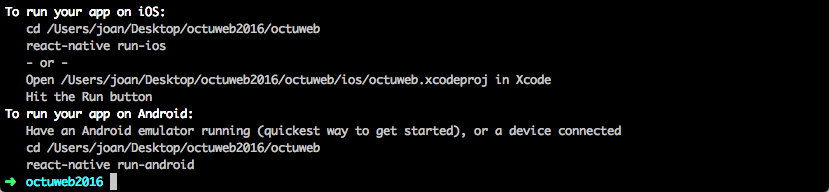 To run your app on iOS:
cd /Users/joan/Desktop/octuweb2016/octuweb
react-native run-ios
- or -
Open /Users/joan/Desktop/octuweb2016/octuweb/ios/octuweb.xcodeproj in Xcode
Hit the Run button
To run your app on Android:
Have an Android emulator running (quickest way to get started), or a device connected
cd /Users/joan/Desktop/octuweb2016/octuweb
react-native run-android
➜ octuweb2016